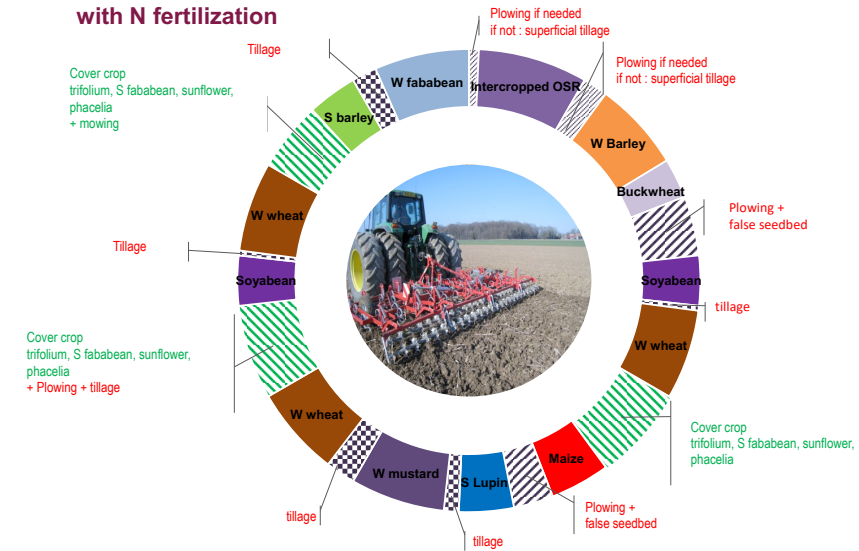 with N fertilization
Plowing if needed
if not : superficial tillage
Tillage
Plowing if needed
if not : superficial tillage
Cover crop
trifolium, S fababean, sunflower,
phacelia
+ mowing
W fababean
Intercropped OSR
S barley
W Barley
Buckwheat
Plowing +
false seedbed
W wheat
Tillage
Soyabean
Soyabean
tillage
W wheat
Cover crop
trifolium, S fababean, sunflower,
phacelia
+ Plowing + tillage
W wheat
Cover crop
trifolium, S fababean, sunflower,
phacelia
Maize
W mustard
S Lupin
Plowing +
false seedbed
tillage
tillage